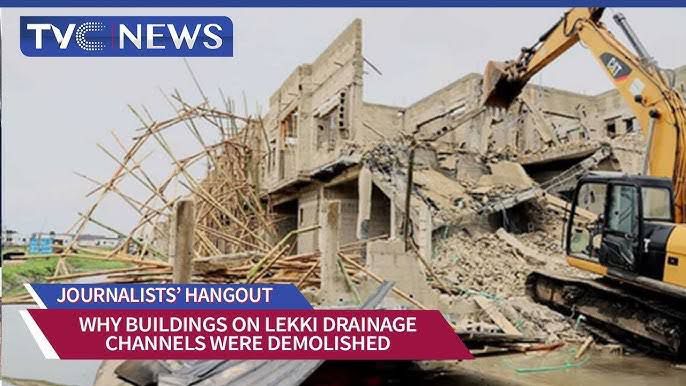 TVC NEWS
CAT
JOURNALISTS' HANGOUT
WHY BUILDINGS ON LEKKI DRAINAGE
CHANNELS WERE DEMOLISHED